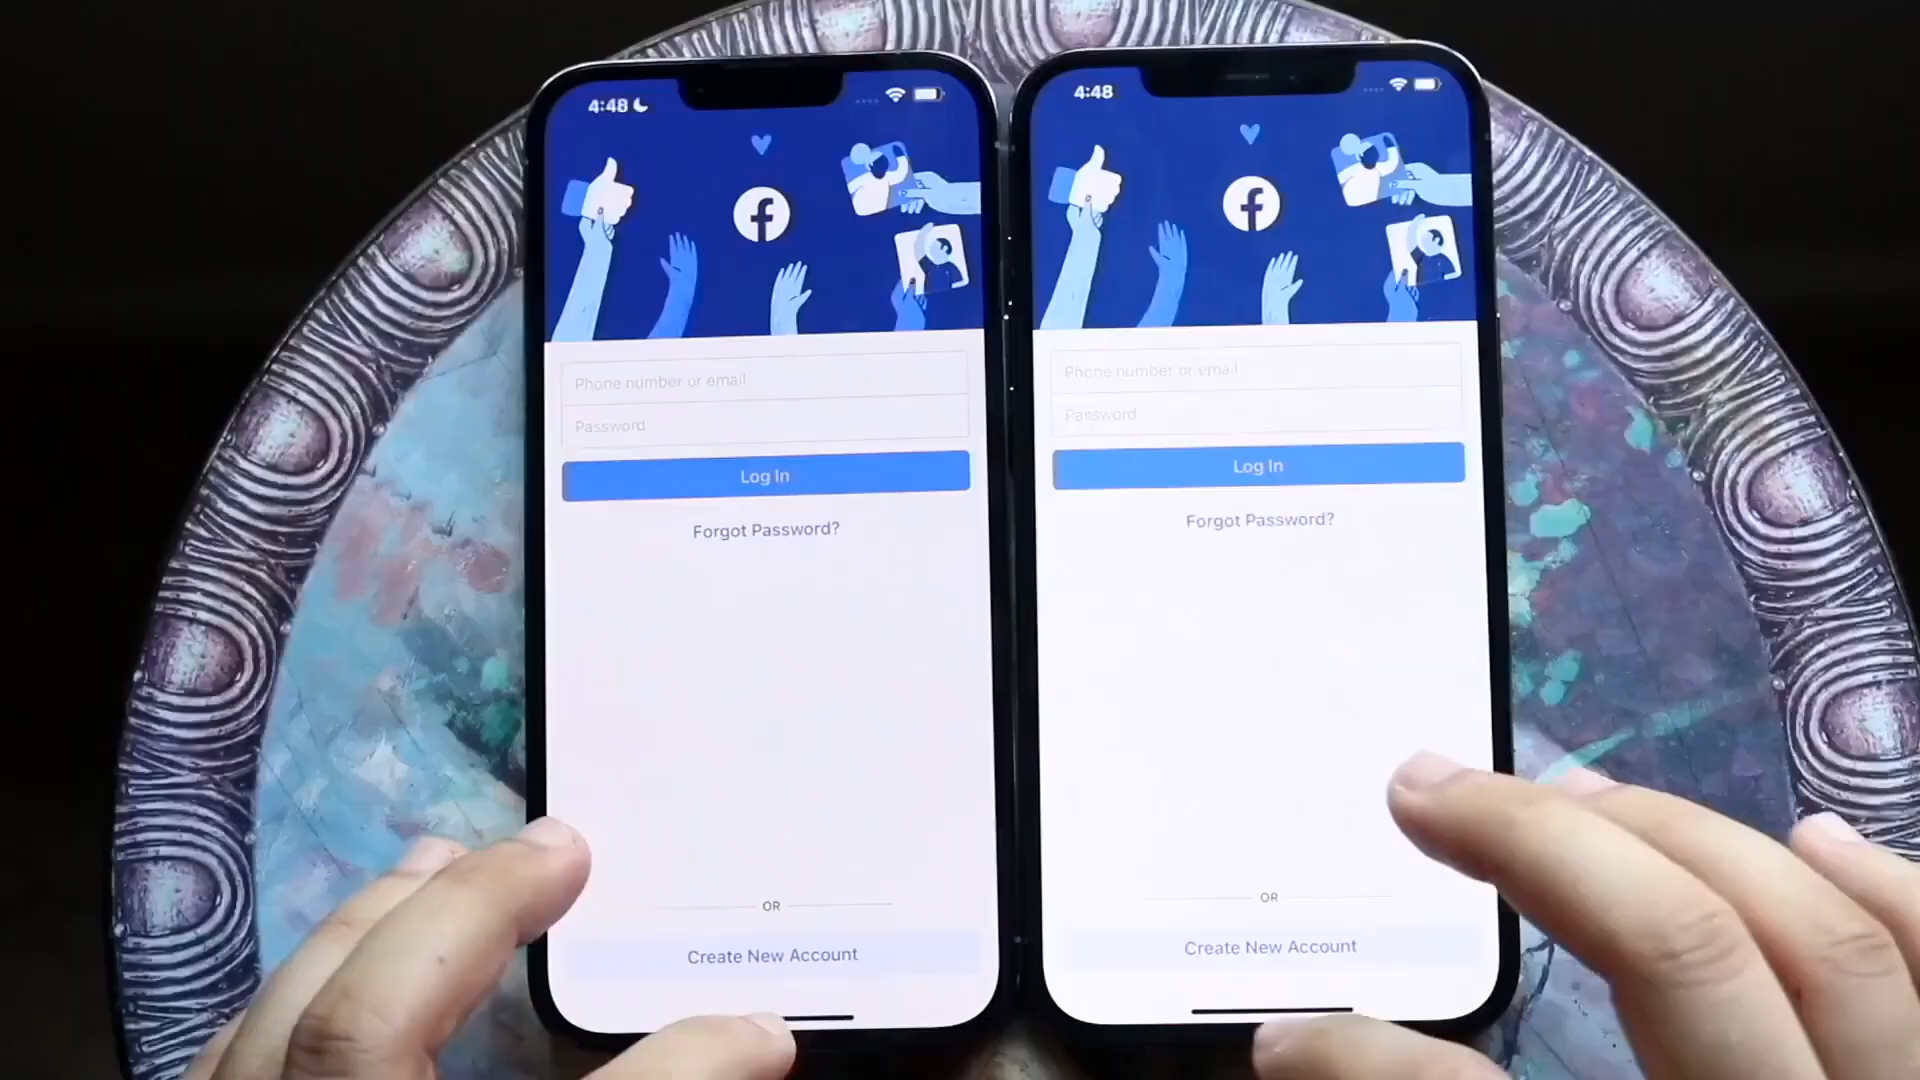 4:48
Phone number or email
Password
Log In
Forgot Password?
OR
Create New Account
4:48
Phone number or email
Password
Log In
Forgot Password?
OR
Create New Account